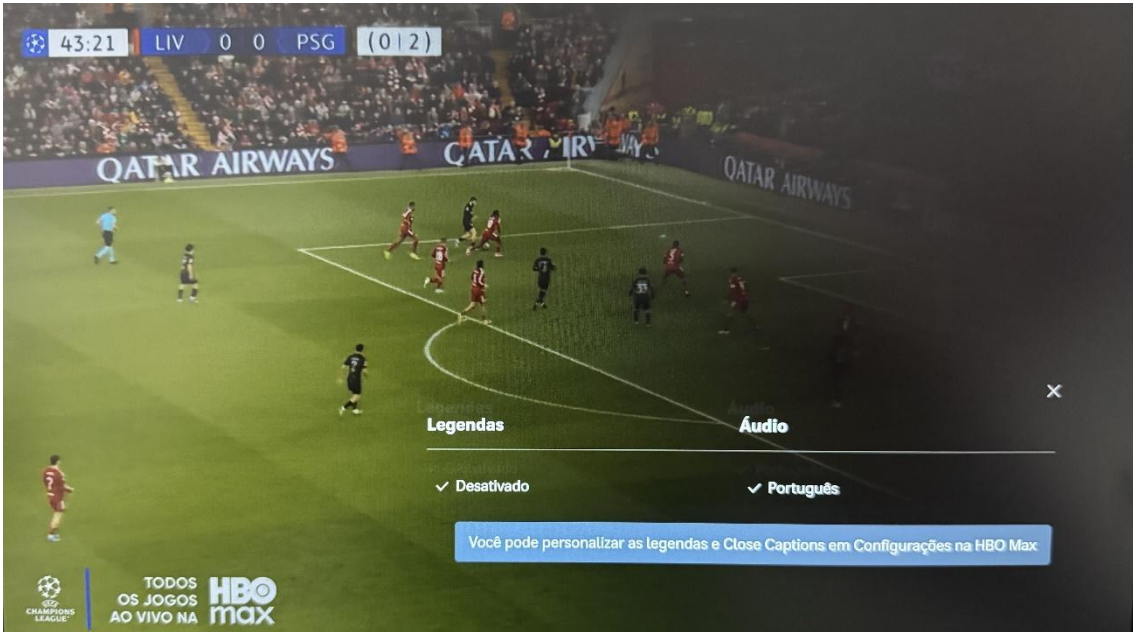 43:21 LIV 0 0 PSG (0|2)
QATAR AIRWAYS QATAR AIRWAYS QATAR AIRWAYS
Legendas Áudio
✓ Desativado ✓ Português
Você pode personalizar as legendas e Close Captions em Configurações na HBO Max
UEFA
CHAMPIONS
LEAGUE
TODOS
OS JOGOS
AO VIVO NA
HBO
max